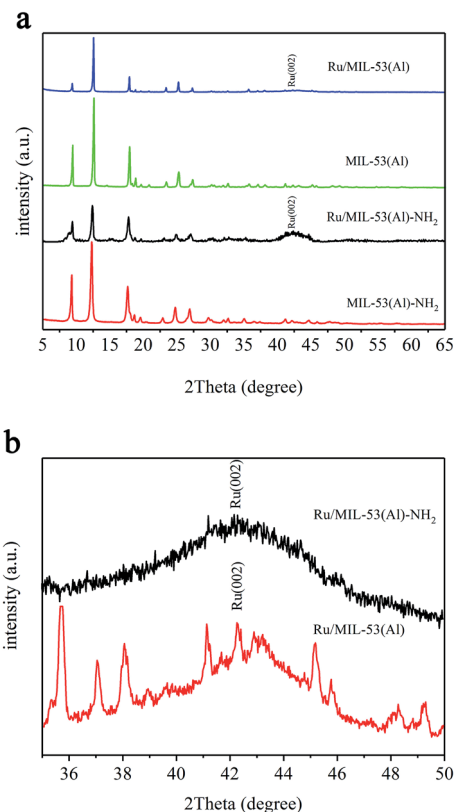 a
Ru/MIL-53(Al)
Ru(002)
MIL-53(Al)
Ru/MIL-53(Al)-NH₂
Ru(002)
MIL-53(Al)-NH₂
intensity (a.u.)
5 10 15 20 25 30 35 40 45 50 55 60 65
2Theta (degree)
b
Ru(002)
Ru/MIL-53(Al)-NH₂
Ru(002)
Ru/MIL-53(Al)
intensity (a.u.)
36 38 40 42 44 46 48 50
2Theta (degree)